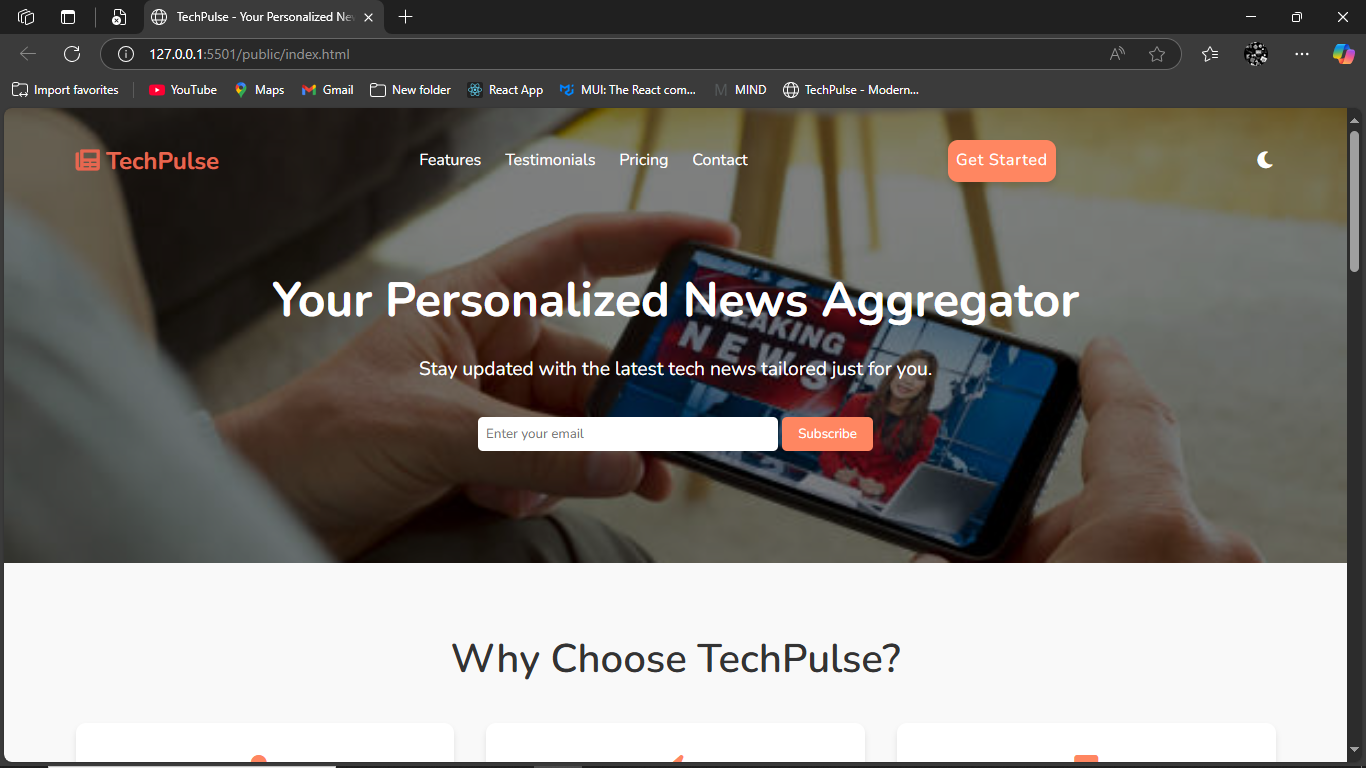 TechPulse - Your Personalized Ne
127.0.0.1:5501/public/index.html
Import favorites YouTube Maps Gmail New folder React App MUI: The React com... M MIND TechPulse - Modern...
TechPulse Features Testimonials Pricing Contact Get Started
BREAKING
NEWS
Your Personalized News Aggregator
Stay updated with the latest tech news tailored just for you.
Enter your email Subscribe
Why Choose TechPulse?